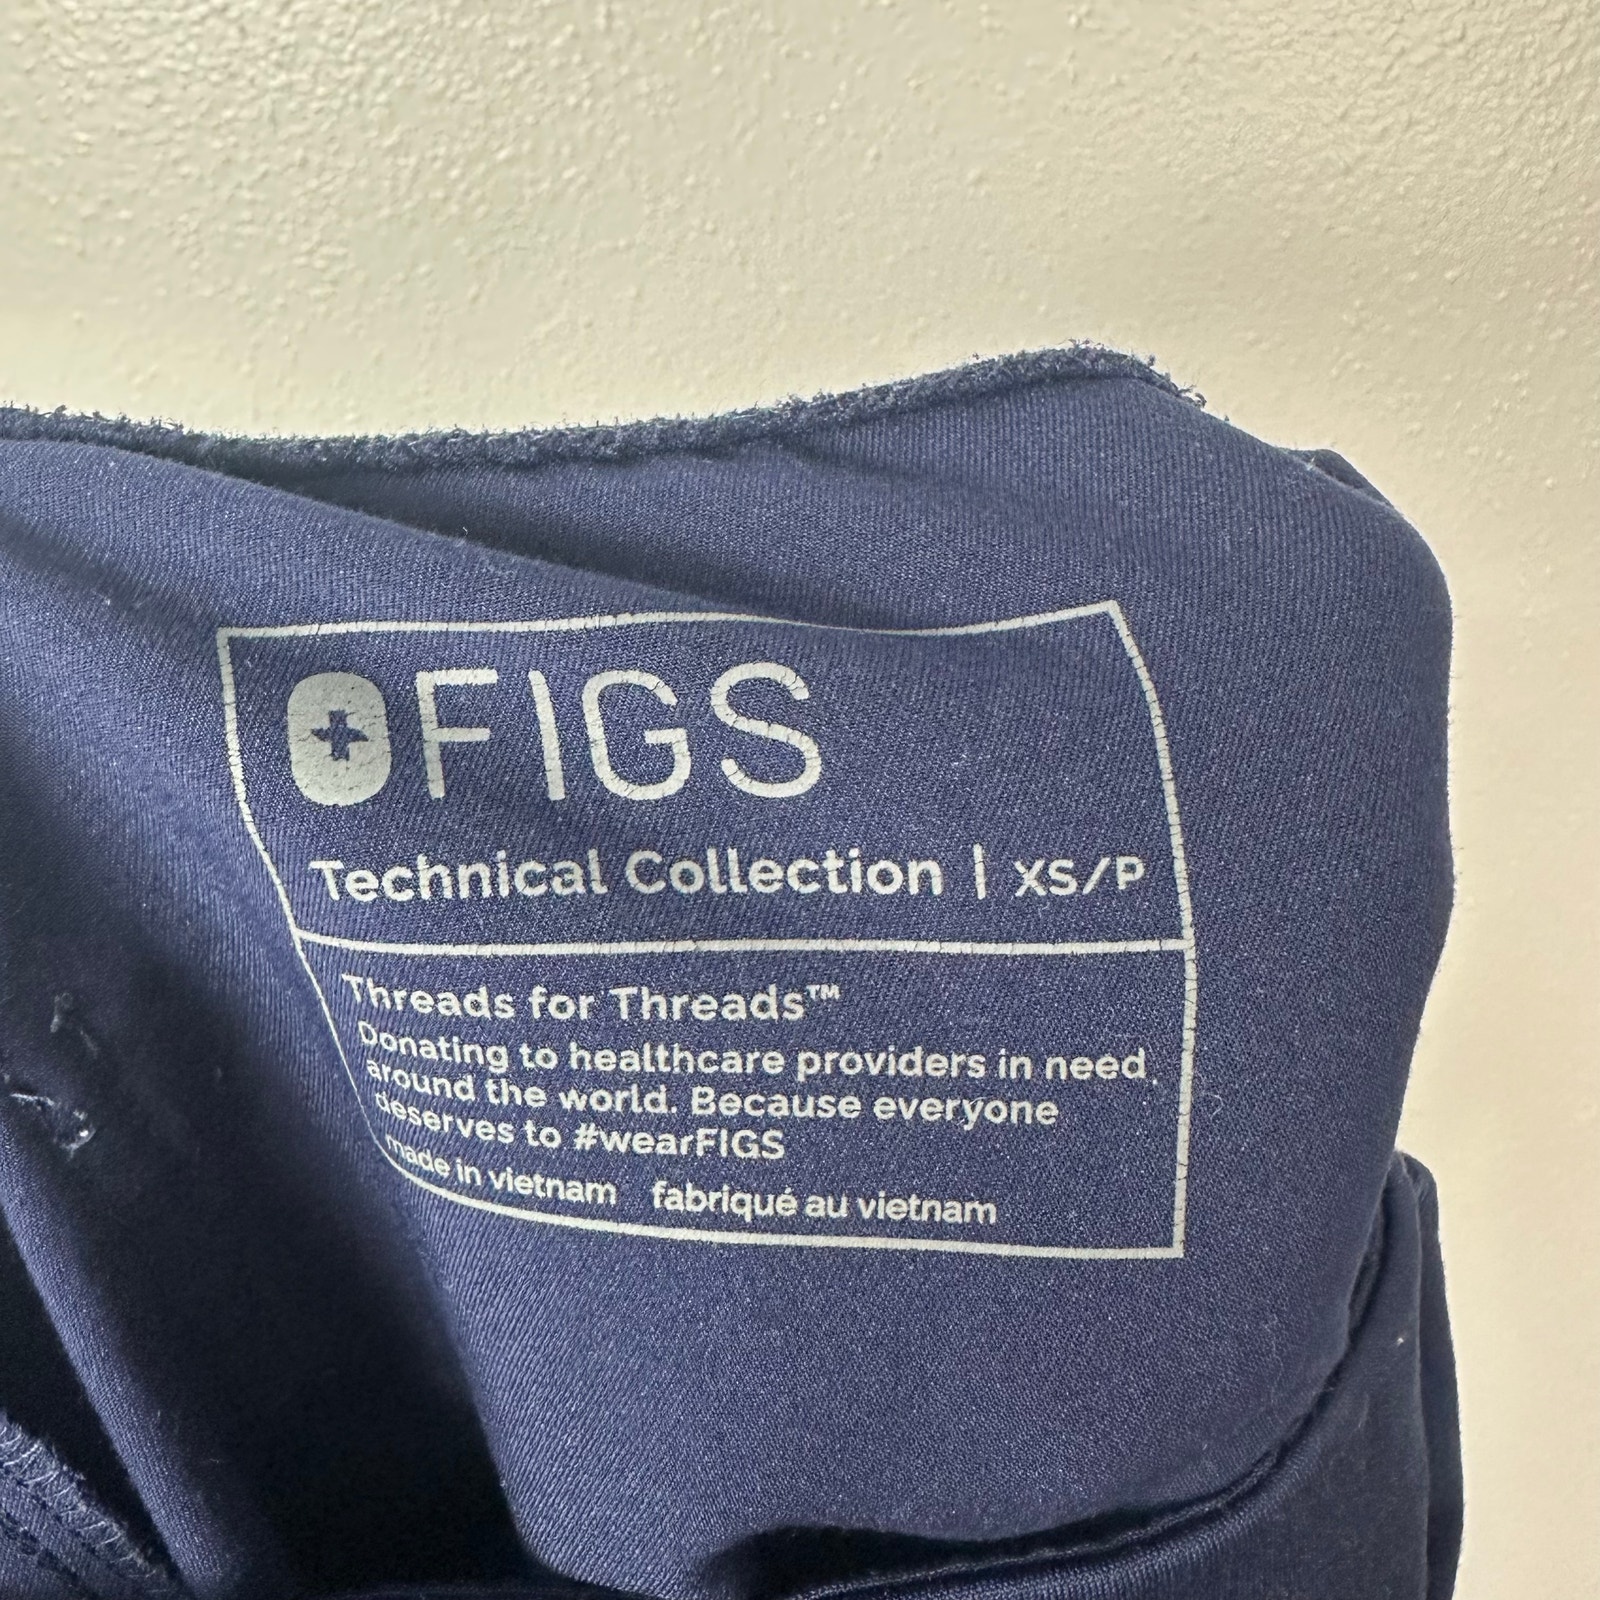 FIGS
Technical Collection | XS/P
Threads for Threads™
Donating to healthcare providers in need
around the world. Because everyone
deserves to #wearFIGS
made in vietnam fabriqué au vietnam